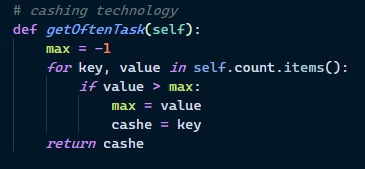 # cashing technology
def getOftenTask(self):
    max = -1
    for key, value in self.count.items():
        if value > max:
            max = value
            cashe = key
    return cashe